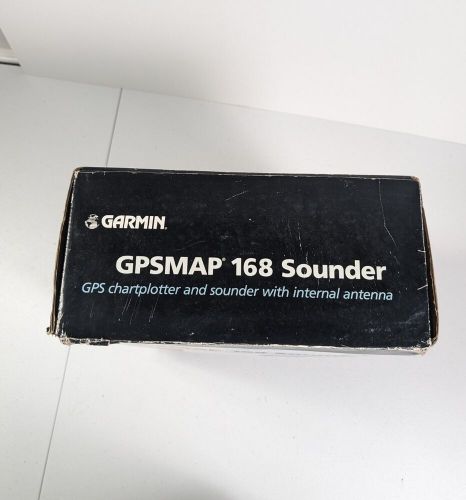 GARMIN.
GPSMAP® 168 Sounder
GPS chartplotter and sounder with internal antenna